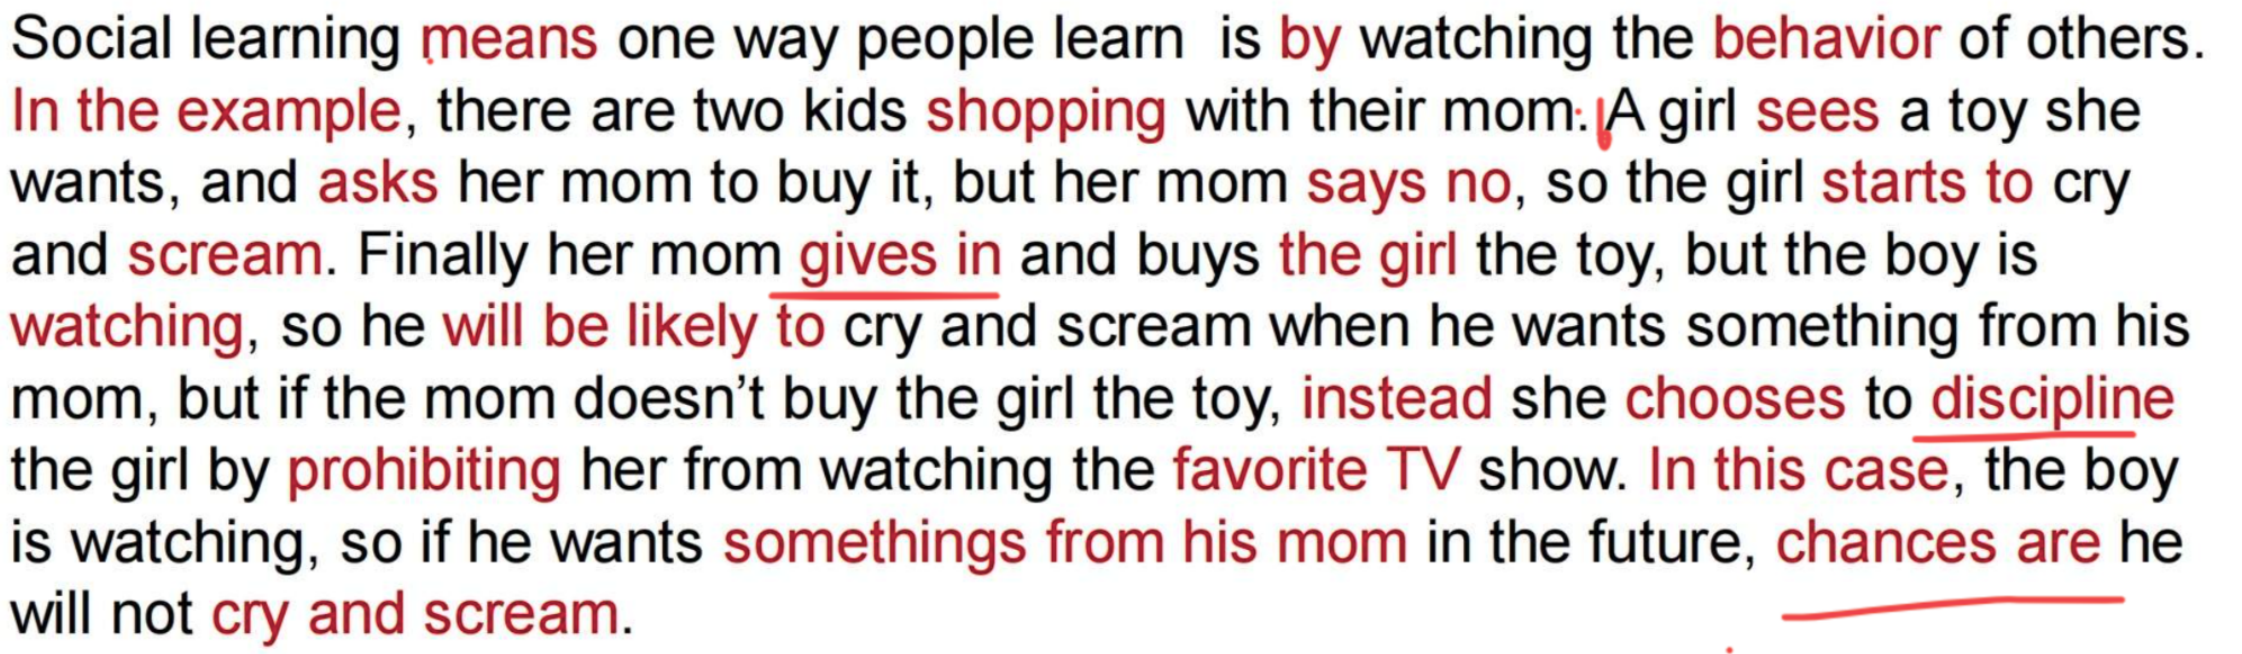 Social learning means one way people learn is by watching the behavior of others.
In the example, there are two kids shopping with their mom. A girl sees a toy she
wants, and asks her mom to buy it, but her mom says no, so the girl starts to cry
and scream. Finally her mom gives in and buys the girl the toy, but the boy is
watching, so he will be likely to cry and scream when he wants something from his
mom, but if the mom doesn’t buy the girl the toy, instead she chooses to discipline
the girl by prohibiting her from watching the favorite TV show. In this case, the boy
is watching, so if he wants somethings from his mom in the future, chances are he
will not cry and scream.